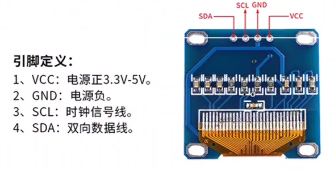 SCL GND
SDA VCC
引脚定义：
1、VCC：电源正3.3V-5V。
2、GND：电源负。
3、SCL：时钟信号线。
4、SDA：双向数据线。